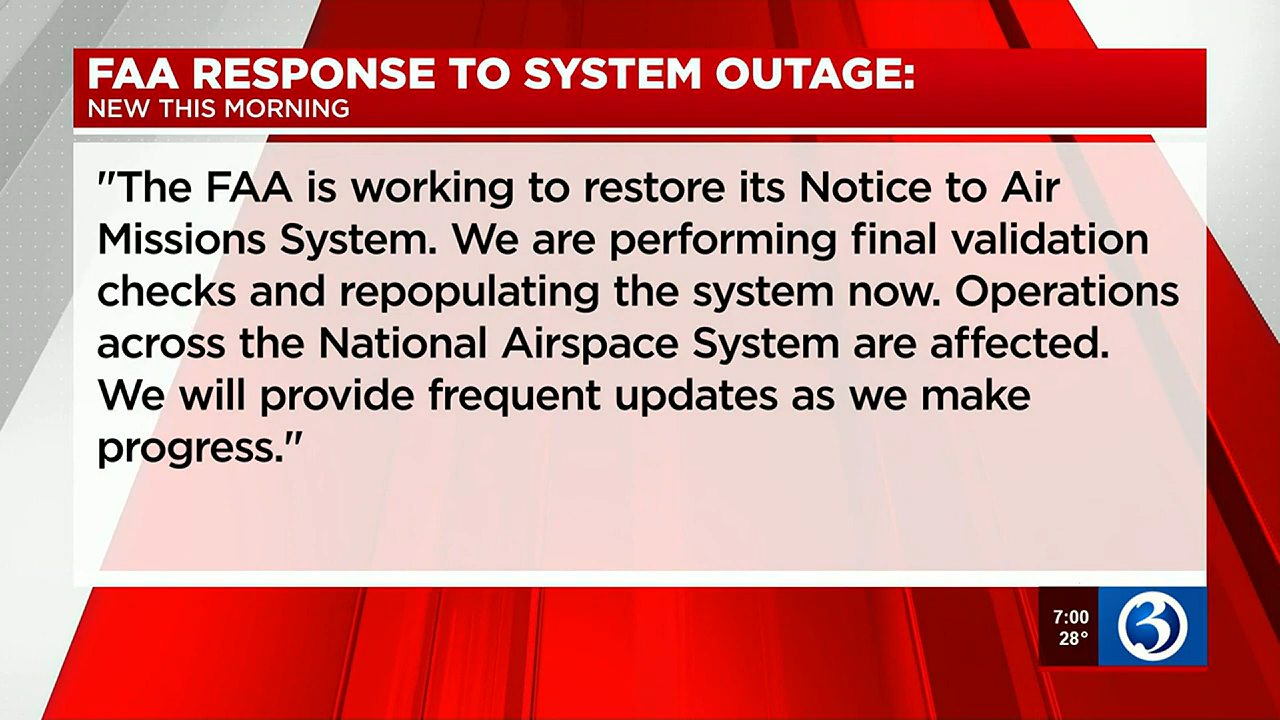 FAA RESPONSE TO SYSTEM OUTAGE:
NEW THIS MORNING
"The FAA is working to restore its Notice to Air
Missions System. We are performing final validation
checks and repopulating the system now. Operations
across the National Airspace System are affected.
We will provide frequent updates as we make
progress."
7:00
28°
3